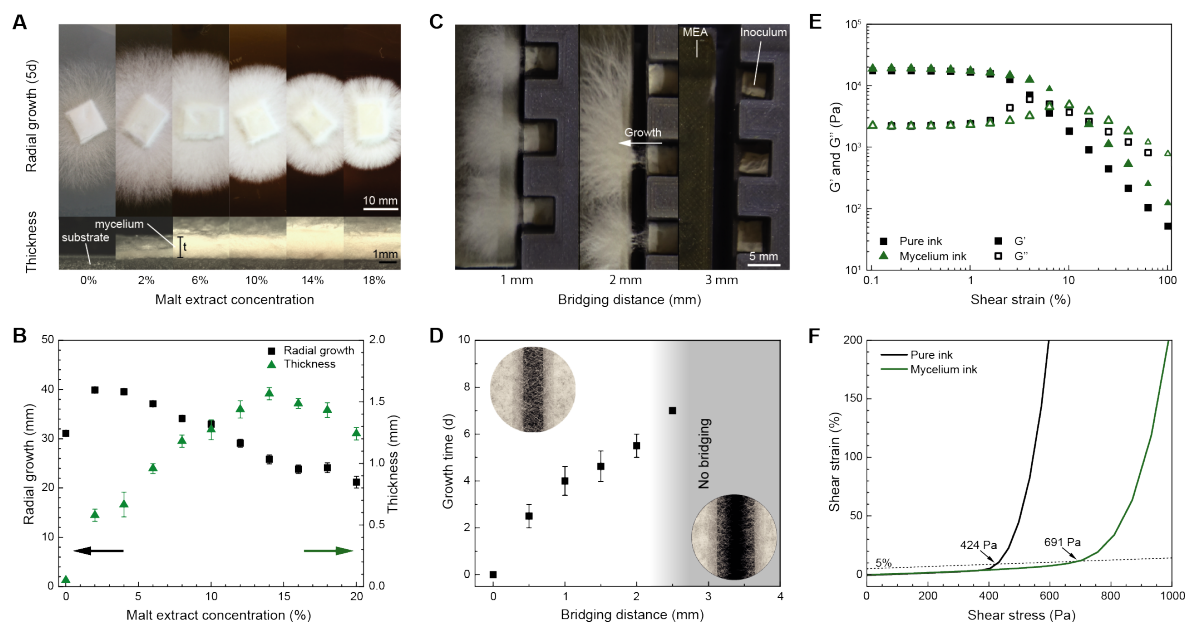 A
Radial growth (5d)
10 mm
Thickness
mycelium
substrate
t
1mm
0% 2% 6% 10% 14% 18%
Malt extract concentration
B
50
40
30
20
10
0
Radial growth (mm)
Radial growth
Thickness
2.0
1.5
1.0
0.5
0.0
Thickness (mm)
0 5 10 15 20
Malt extract concentration (%)
C
MEA
Inoculum
Growth
5 mm
1 mm 2 mm 3 mm
Bridging distance (mm)
D
10
8
6
4
2
0
Growth time (d)
No bridging
0 1 2 3 4
Bridging distance (mm)
E
10⁵
10⁴
10³
10²
10¹
G' and G'' (Pa)
Pure ink G'
Mycelium ink G''
0.1 1 10 100
Shear strain (%)
F
200
150
100
50
0
Shear strain (%)
Pure ink
Mycelium ink
424 Pa
691 Pa
5%
0 200 400 600 800 1000
Shear stress (Pa)